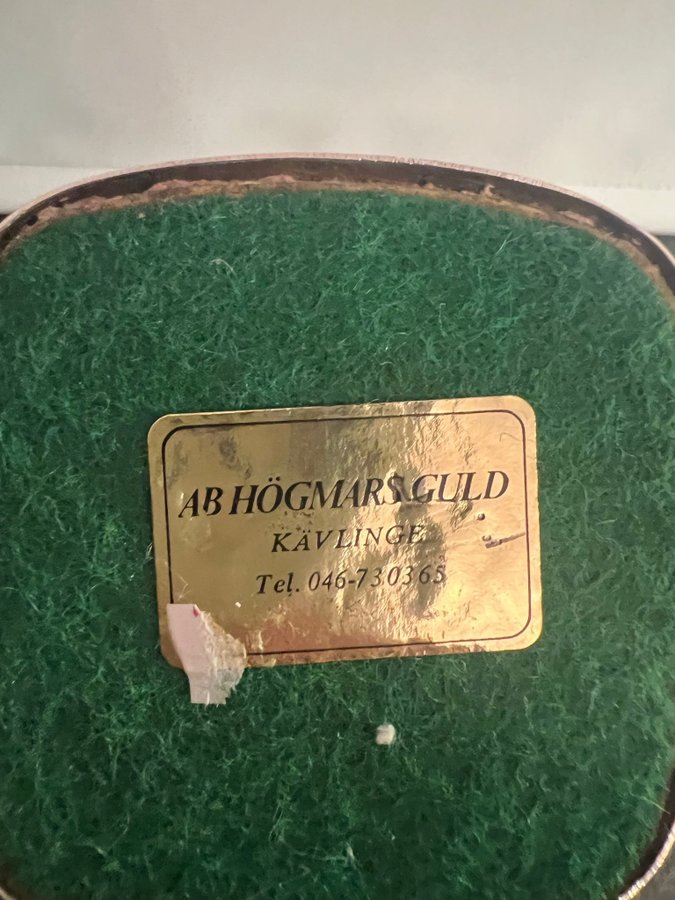 AB HÖGMARS GULD
KÄVLINGE
Tel. 046-730365